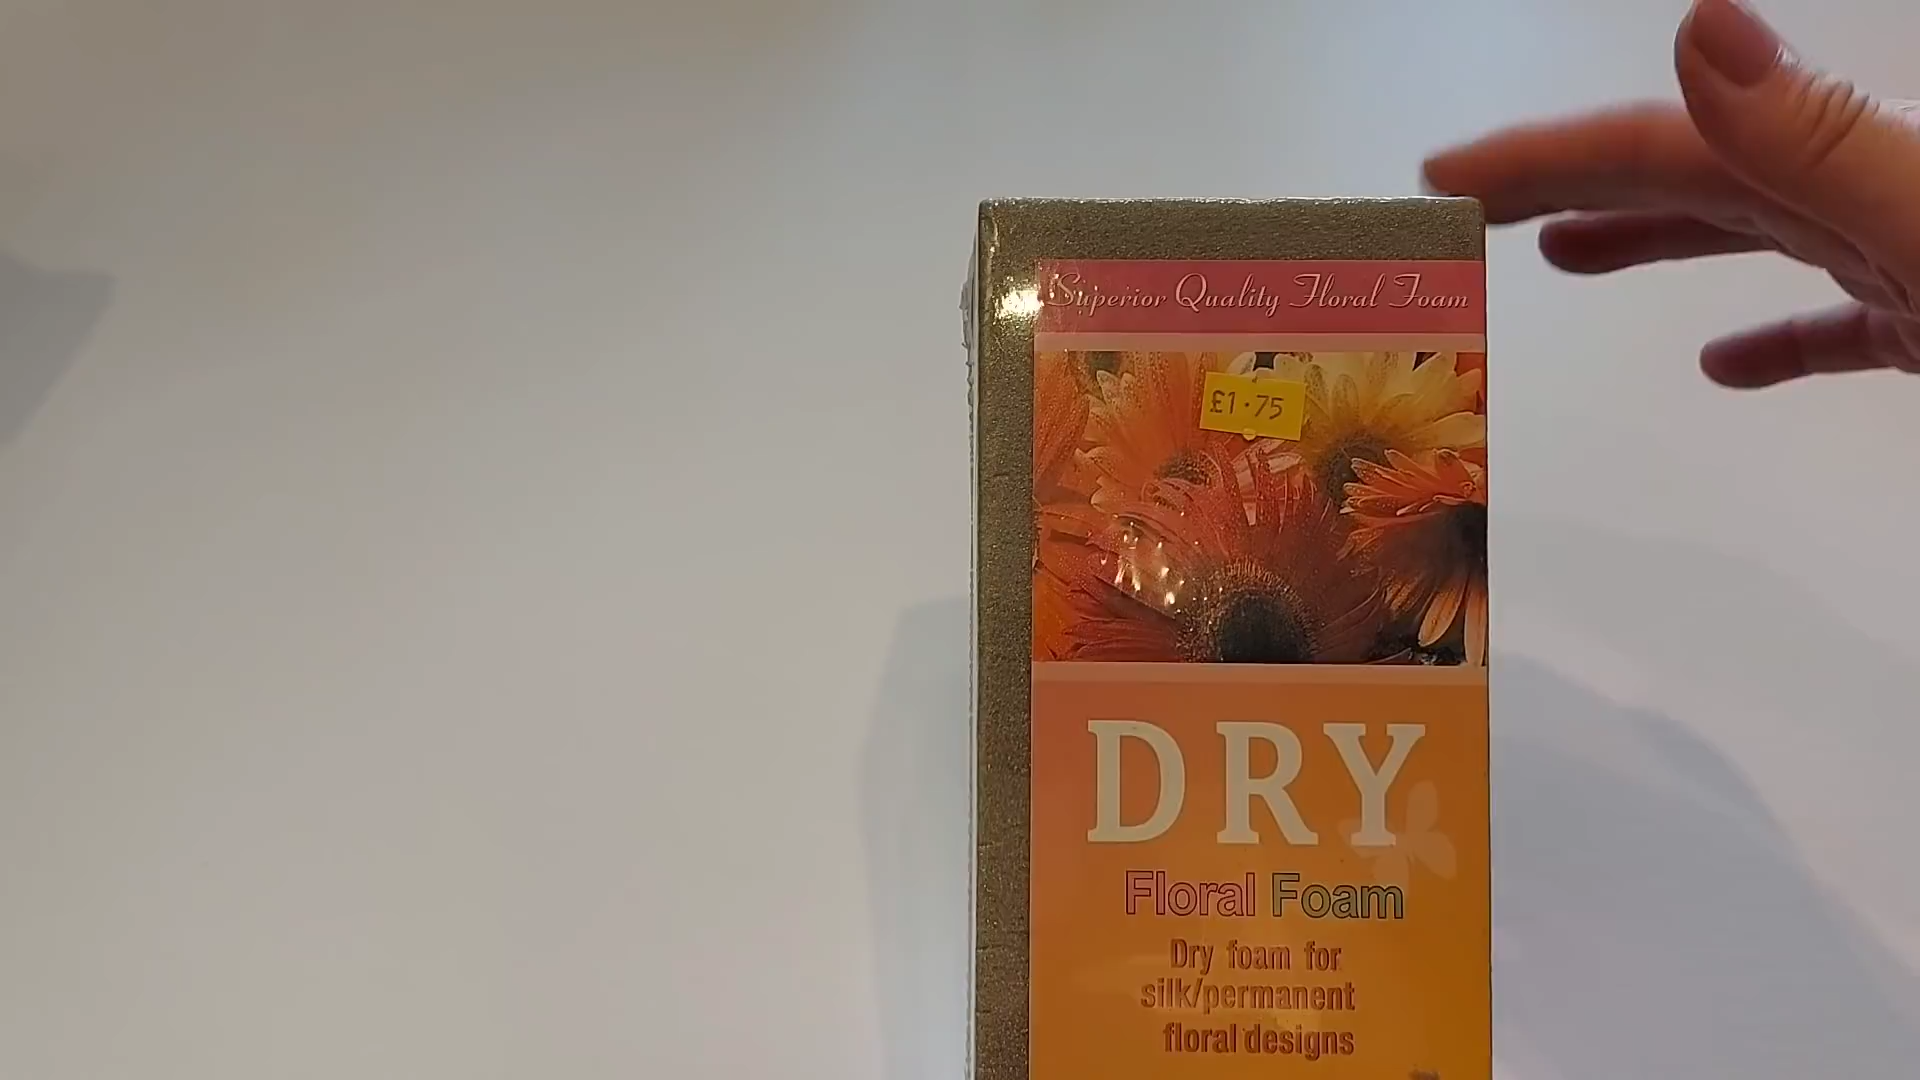 Superior Quality Floral Foam
£1.75
DRY
Floral Foam
Dry foam for
silk/permanent
floral designs